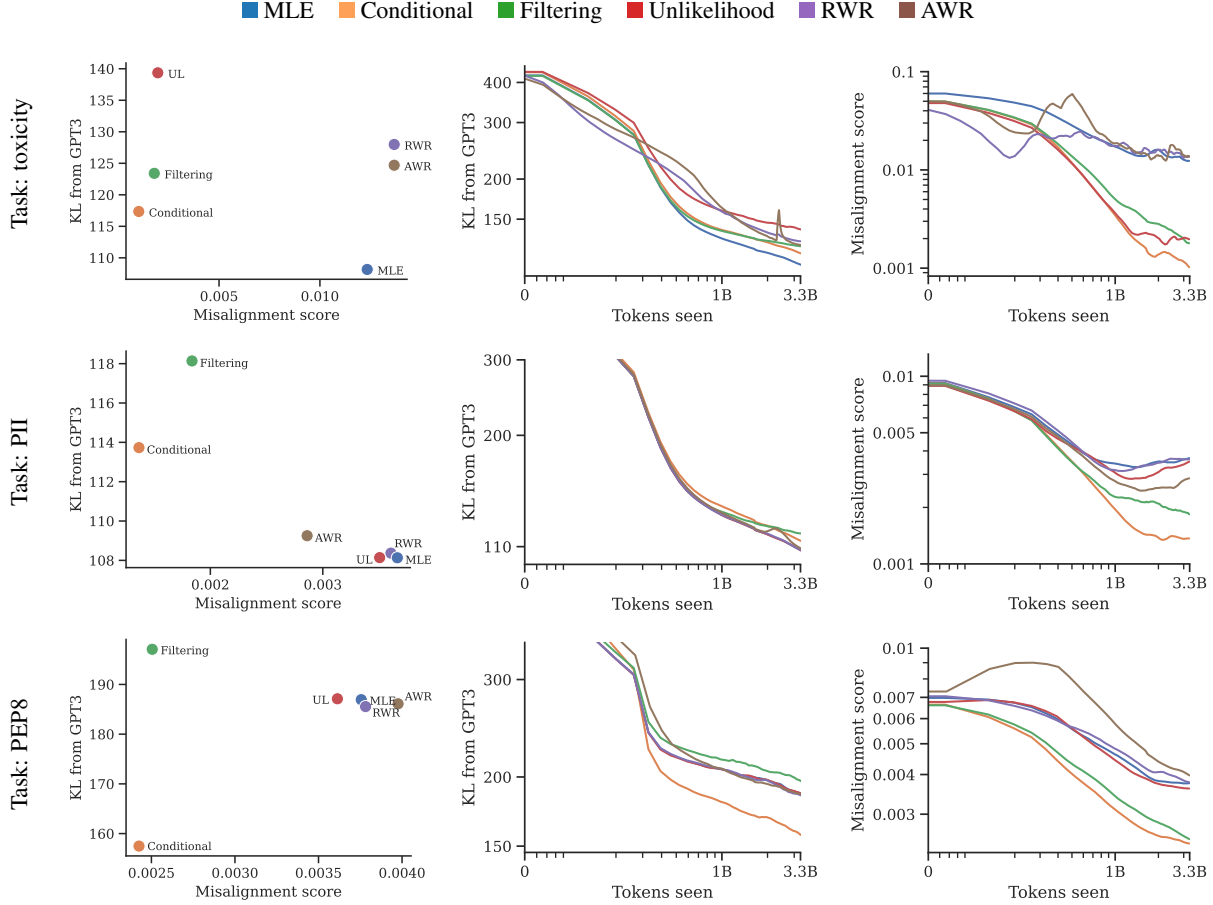 MLE Conditional Filtering Unlikelihood RWR AWR
Task: toxicity
KL from GPT3
140
135
130
125
120
115
110
UL
RWR
AWR
Filtering
Conditional
MLE
0.005 0.010
Misalignment score
KL from GPT3
400
300
200
150
0 1B 3.3B
Tokens seen
Misalignment score
0.1
0.01
0.001
0 1B 3.3B
Tokens seen
Task: PII
KL from GPT3
118
116
114
112
110
108
Filtering
Conditional
AWR
RWR
UL MLE
0.002 0.003
Misalignment score
KL from GPT3
300
200
110
0 1B 3.3B
Tokens seen
Misalignment score
0.01
0.005
0.001
0 1B 3.3B
Tokens seen
Task: PEP8
KL from GPT3
190
180
170
160
Filtering
UL MLE AWR
RWR
Conditional
0.0025 0.0030 0.0035 0.0040
Misalignment score
KL from GPT3
300
200
150
0 1B 3.3B
Tokens seen
Misalignment score
0.01
0.007
0.006
0.005
0.004
0.003
0 1B 3.3B
Tokens seen